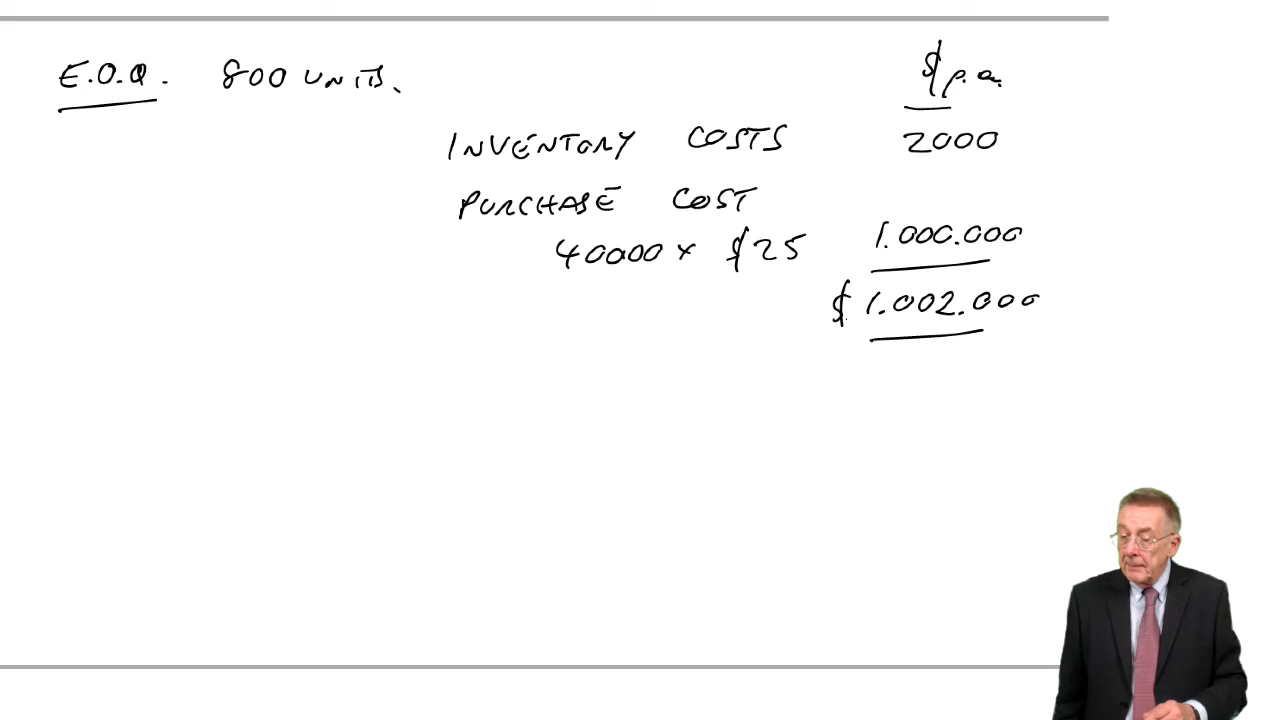 E.O.Q. 800 UNITS. $ p.a.
INVENTORY COSTS 2000
PURCHASE COST
40000 x $25 1.000.000
$ 1.002.000